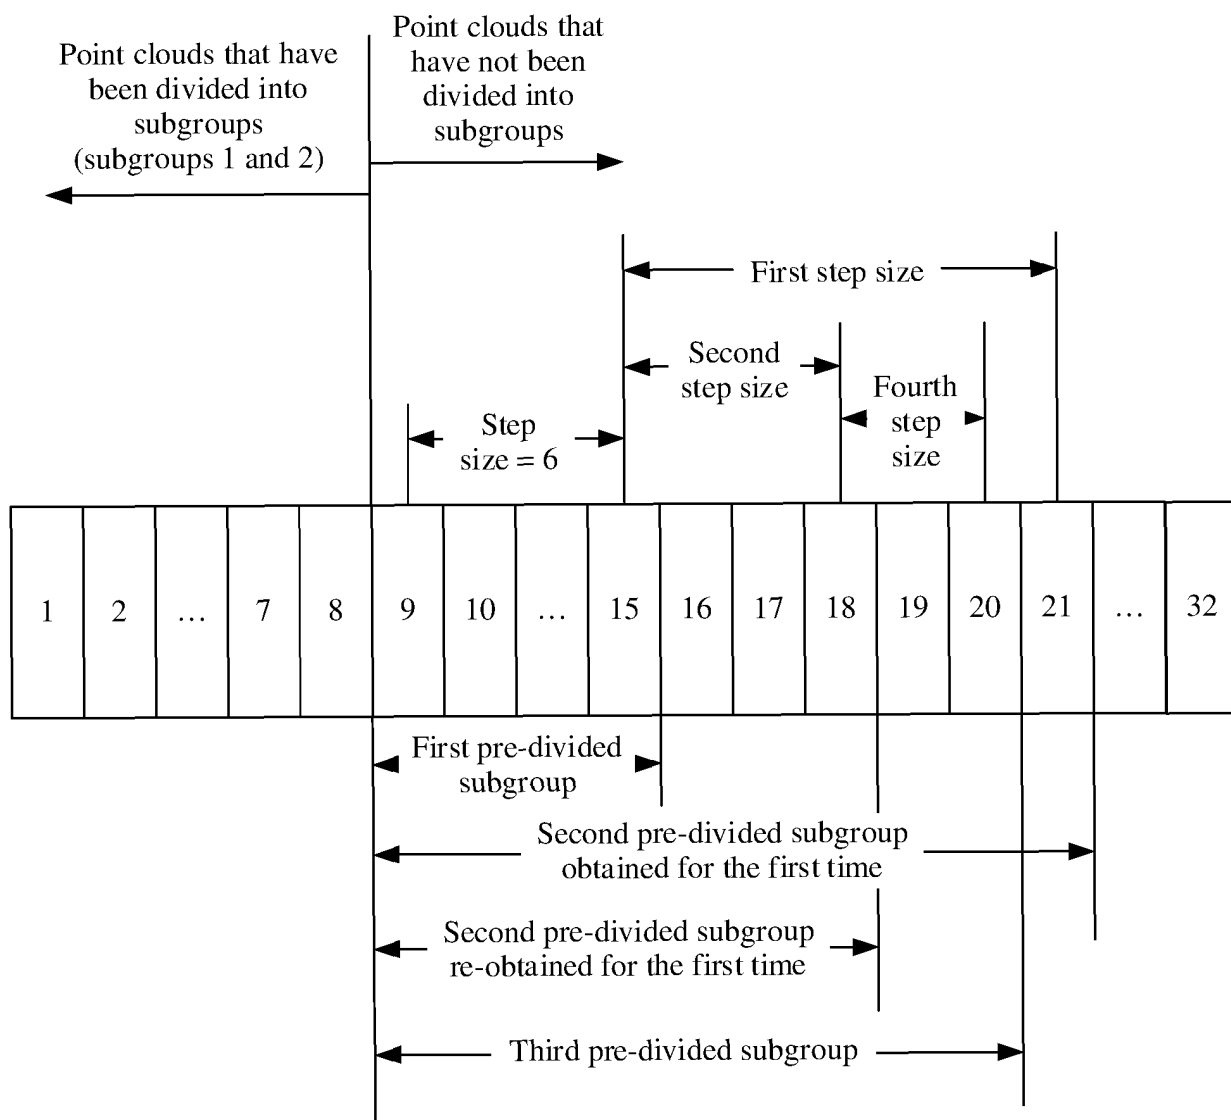 Point clouds that have
been divided into
subgroups
(subgroups 1 and 2)
Point clouds that
have not been
divided into
subgroups
First step size
Second
step size
Fourth
step
size
Step
size = 6
1 2 ... 7 8 9 10 ... 15 16 17 18 19 20 21 ... 32
First pre-divided
subgroup
Second pre-divided subgroup
obtained for the first time
Second pre-divided subgroup
re-obtained for the first time
Third pre-divided subgroup